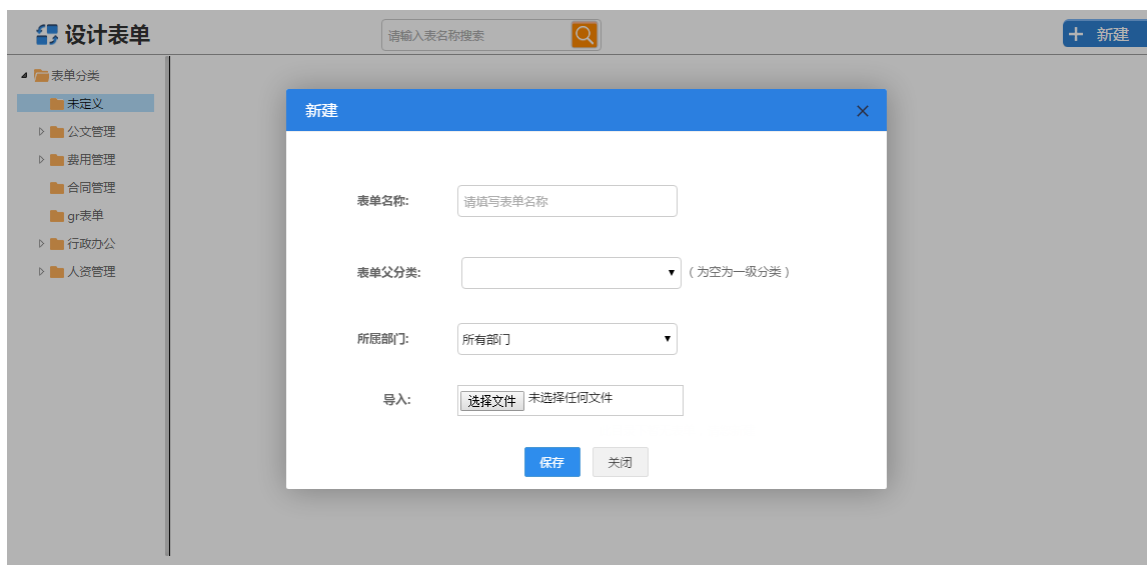 设计表单
请输入表名称搜索
新建
表单分类
未定义
公文管理
费用管理
合同管理
gr表单
行政办公
人资管理
新建
表单名称:
请填写表单名称
表单父分类:
(为空为一级分类)
所属部门:
所有部门
导入:
选择文件 未选择任何文件
保存
关闭